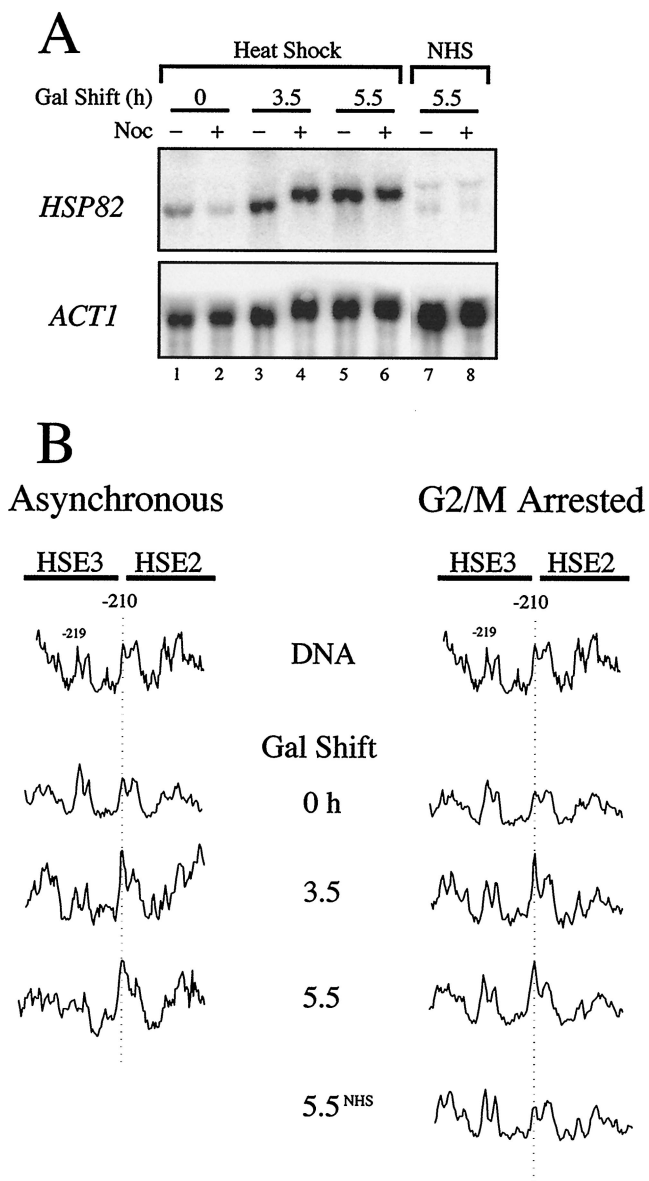 A
Heat Shock NHS
Gal Shift (h) 0 3.5 5.5 5.5
Noc − + − + − + − +
HSP82
ACT1
1 2 3 4 5 6 7 8
B
Asynchronous G2/M Arrested
HSE3 HSE2 HSE3 HSE2
-210 -210
-219 -219
DNA
Gal Shift
0 h
3.5
5.5
5.5 NHS